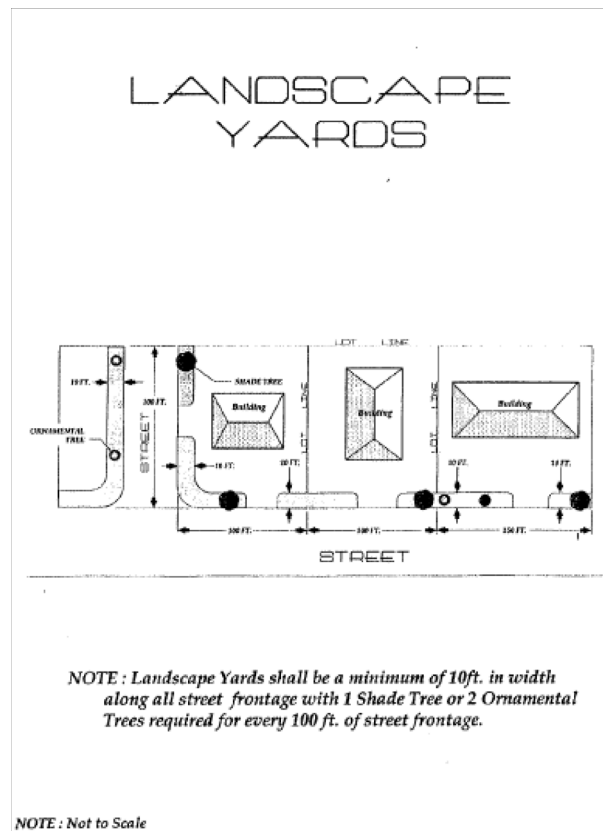 LANDSCAPE
YARDS
LOT LINE
10 FT.
100 FT.
SHADE TREE
STREET
ORNAMENTAL
TREE
Building
LOT LINE
Building
LOT LINE
Building
10 FT.
10 FT.
10 FT.
10 FT.
100 FT.
100 FT.
150 FT.
STREET
NOTE : Landscape Yards shall be a minimum of 10ft. in width
along all street frontage with 1 Shade Tree or 2 Ornamental
Trees required for every 100 ft. of street frontage.
NOTE : Not to Scale